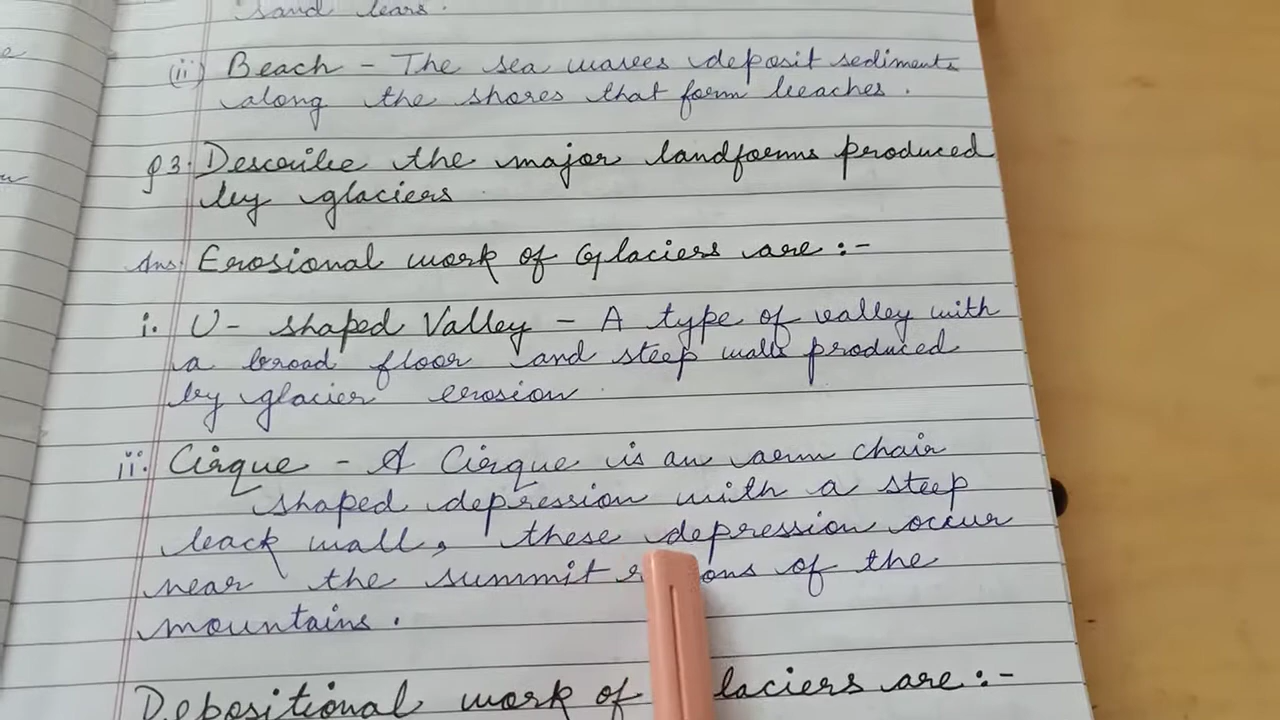 sand bars.
(ii) Beach - The sea waves deposit sediments
along the shores that form beaches.
Q3. Describe the major landforms produced
by glaciers.
Ans. Erosional work of Glaciers are :-
i. U- shaped Valley - A type of valley with
a broad floor and steep walls produced
by glacier erosion.
ii. Cirque - A Cirque is an arm chair
shaped depression with a steep
back wall, these depression occur
near the summit of the
mountains.
Depositional work of laciers are :-